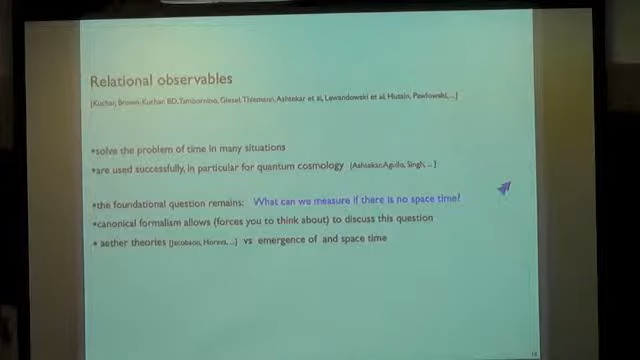 Relational observables
[Kuchar, Brown-Kuchar, BD, Tambornino, Giesel, Thiemann, Ashtekar et al, Lewandowski et al, Husain, Pawlowski, ...]
•solve the problem of time in many situations
•are used successfully, in particular for quantum cosmology [Ashtekar, Agullo, Singh, ...]
•the foundational question remains: What can we measure if there is no space time?
•canonical formalism allows (forces you to think about) to discuss this question
• aether theories [Jacobson, Horava, ...] vs emergence of and space time